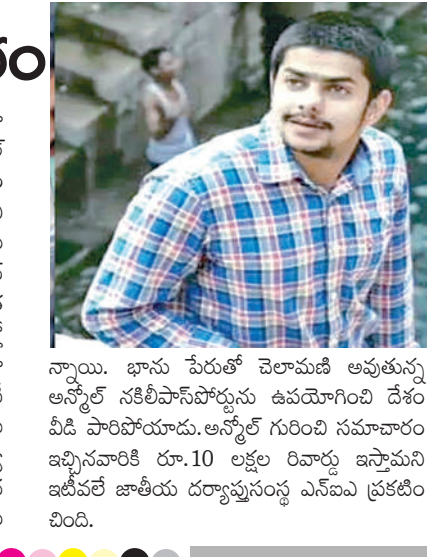 న్నాయి. భాను పేరుతో చెలామణి అవుతున్న
అన్మోల్ నకిలీపాస్‌పోర్టును ఉపయోగించి దేశం
వీడి పారిపోయాడు.అన్మోల్ గురించి సమాచారం
ఇచ్చినవారికి రూ.10 లక్షల రివార్డు ఇస్తామని
ఇటీవలే జాతీయ దర్యాప్తుసంస్థ ఎన్ఐఏ ప్రకటిం
చింది.